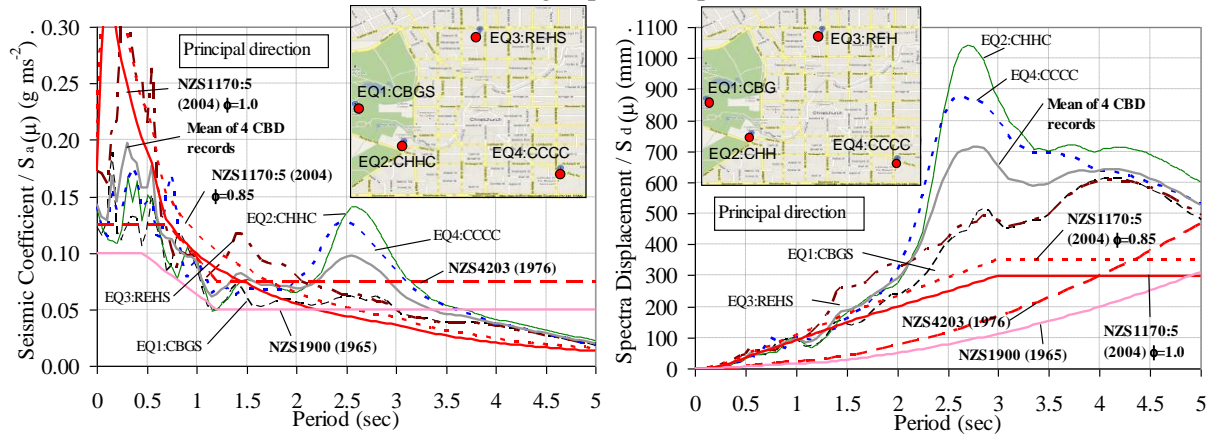 Seismic Coefficient / S a (μ) (g ms⁻²) .
0.30
0.25
0.20
0.15
0.10
0.05
0.00
Principal direction
NZS1170:5
(2004) ϕ=1.0
Mean of 4 CBD
records
NZS1170:5 (2004)
ϕ=0.85
EQ2:CHHC
EQ4:CCCC
NZS4203 (1976)
EQ3:REHS
EQ1:CBGS
NZS1900 (1965)
EQ3:REHS
EQ1:CBGS
EQ2:CHHC
EQ4:CCCC
Christchurch
0 0.5 1 1.5 2 2.5 3 3.5 4 4.5 5
Period (sec)
Spectra Displacement / S d (μ) (mm).
1100
1000
900
800
700
600
500
400
300
200
100
0
EQ3:REH
EQ1:CBG
EQ2:CHH
EQ4:CCCC
Christchurch
EQ2:CHHC
EQ4:CCCC
Mean of 4 CBD
records
Principal direction
NZS1170:5
(2004) ϕ=0.85
EQ1:CBGS
EQ3:REHS
NZS4203 (1976)
NZS1900 (1965)
NZS1170:5
(2004) ϕ=1.0
0 0.5 1 1.5 2 2.5 3 3.5 4 4.5 5
Period (sec)